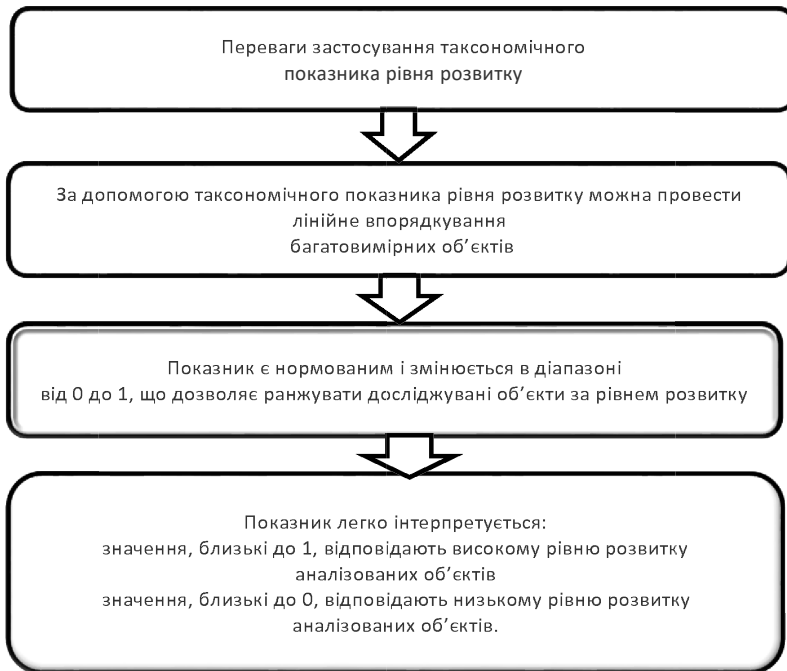 Переваги застосування таксономічного
показника рівня розвитку
За допомогою таксономічного показника рівня розвитку можна провести
лінійне впорядкування
багатовимірних об’єктів
Показник є нормованим і змінюється в діапазоні
від 0 до 1, що дозволяє ранжувати досліджувані об’єкти за рівнем розвитку
Показник легко інтерпретується:
значення, близькі до 1, відповідають високому рівню розвитку
аналізованих об’єктів
значення, близькі до 0, відповідають низькому рівню розвитку
аналізованих об’єктів.